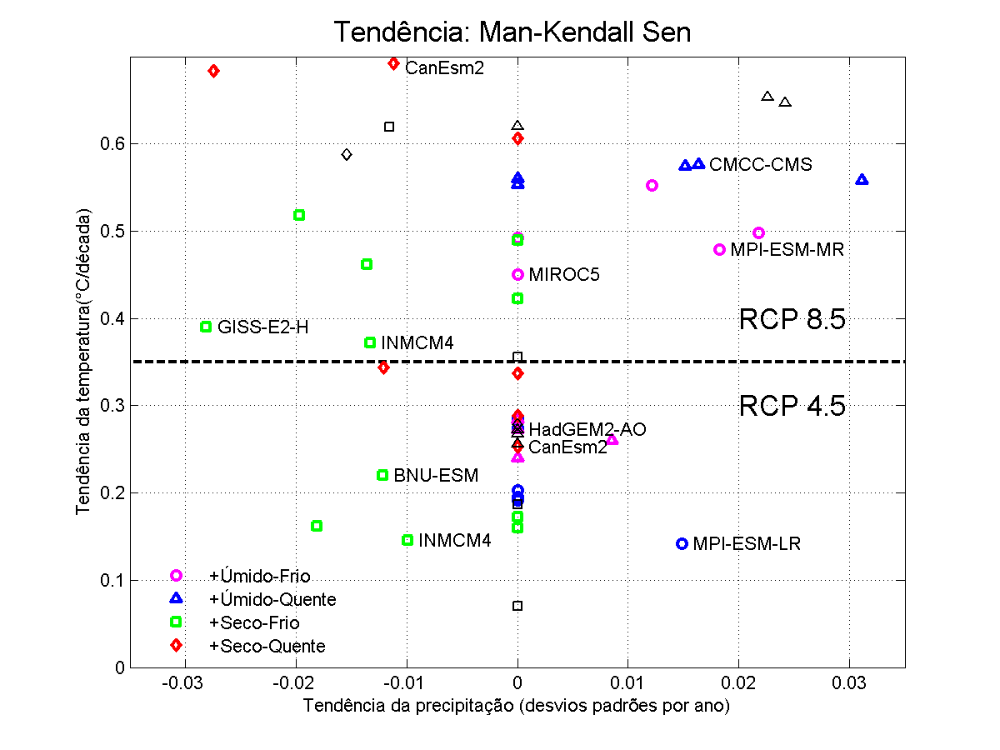 Tendência: Man-Kendall Sen
CanEsm2
CMCC-CMS
MPI-ESM-MR
MIROC5
GISS-E2-H
INMCM4
RCP 8.5
RCP 4.5
HadGEM2-AO
CanEsm2
BNU-ESM
INMCM4
MPI-ESM-LR
+Úmido-Frio
+Úmido-Quente
+Seco-Frio
+Seco-Quente
Tendência da temperatura(°C/década)
0.6
0.5
0.4
0.3
0.2
0.1
0
-0.03 -0.02 -0.01 0 0.01 0.02 0.03
Tendência da precipitação (desvios padrões por ano)